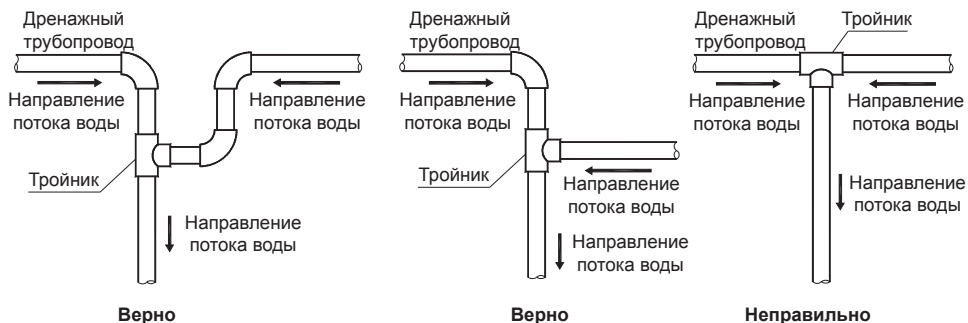 Дренажный
трубопровод
Направление
потока воды
Направление
потока воды
Тройник
Направление
потока воды
Верно
Дренажный
трубопровод
Направление
потока воды
Тройник
Направление
потока воды
Направление
потока воды
Верно
Дренажный
трубопровод
Тройник
Направление
потока воды
Направление
потока воды
Направление
потока воды
Неправильно